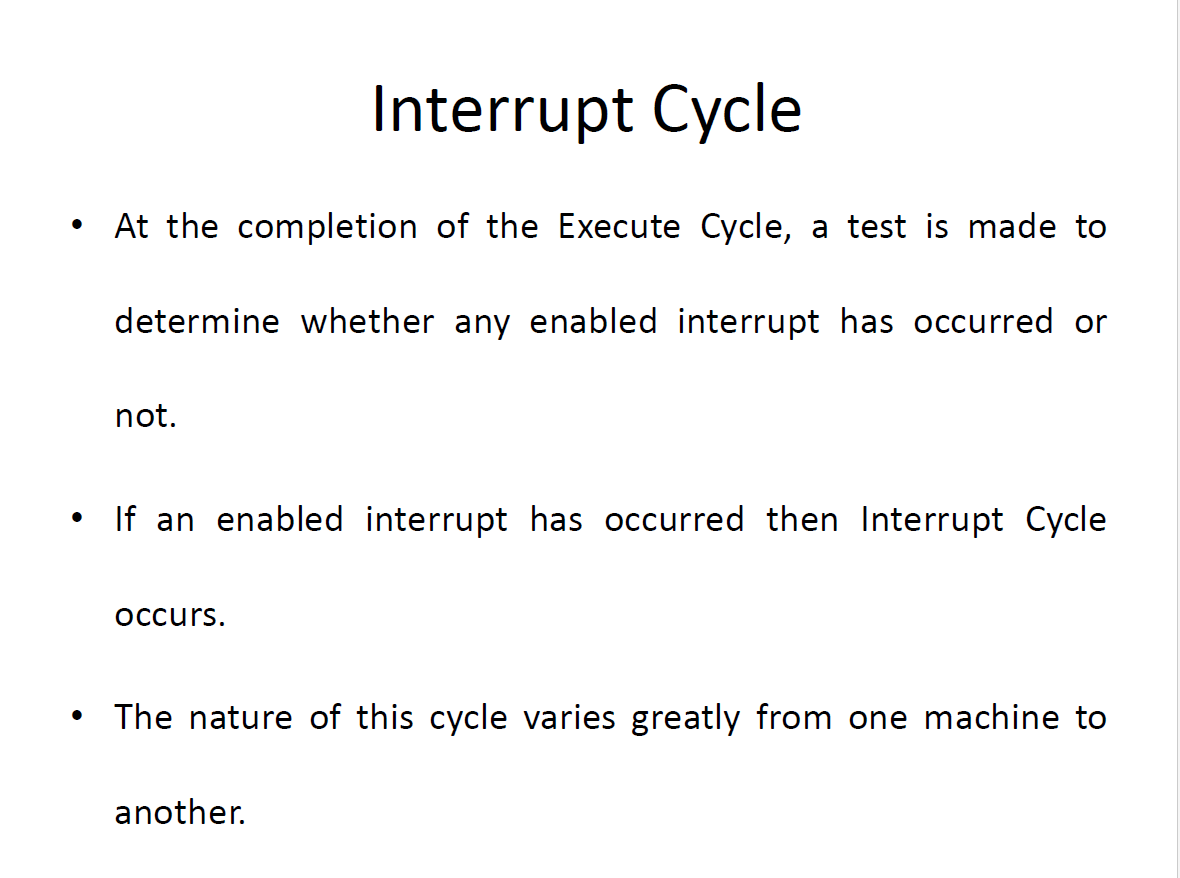 Interrupt Cycle
• At the completion of the Execute Cycle, a test is made to
determine whether any enabled interrupt has occurred or
not.
• If an enabled interrupt has occurred then Interrupt Cycle
occurs.
• The nature of this cycle varies greatly from one machine to
another.